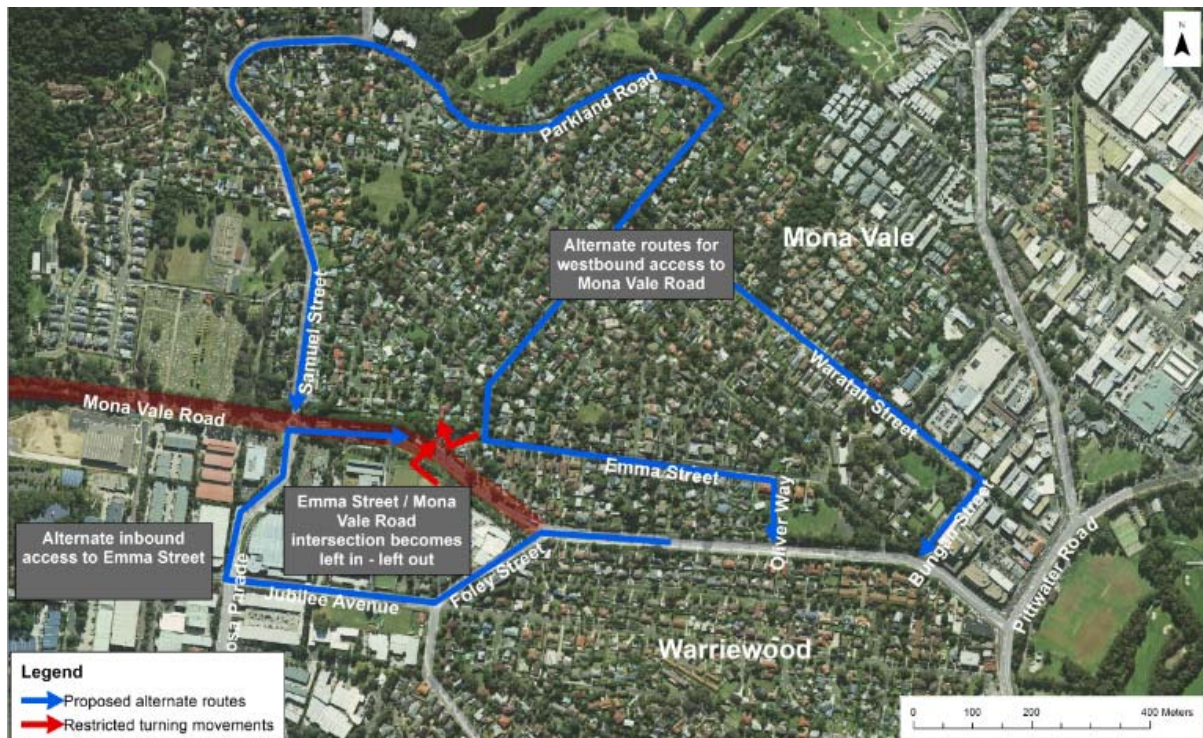 N
Parkland Road
Mona Vale
Alternate routes for
westbound access to
Mona Vale Road
Samuel Street
Waratah Street
Mona Vale Road
Emma Street
Emma Street / Mona
Vale Road
intersection becomes
left in - left out
Alternate inbound
access to Emma Street
Oliver Way
Bungan Street
Pittwater Road
Foley Street
Jubilee Avenue
osa Parade
Warriewood
Legend
Proposed alternate routes
Restricted turning movements
0 100 200 400 Meters